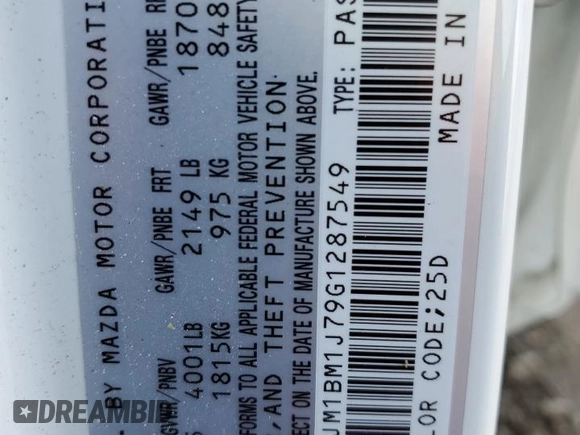 BY MAZDA MOTOR CORPORATI
GVWR/PNBV GAWR/PNBE FRT GAWR/PNBE RR
4001LB 2149 LB 1870
1815KG 975 KG 848
FORMS TO ALL APPLICABLE FEDERAL MOTOR VEHICLE SAFETY
,AND THEFT PREVENTION
ON THE DATE OF MANUFACTURE SHOWN ABOVE.
JM1BM1J79G1287549 TYPE: PAS
LOR CODE;25D MADE IN
DREAMBID